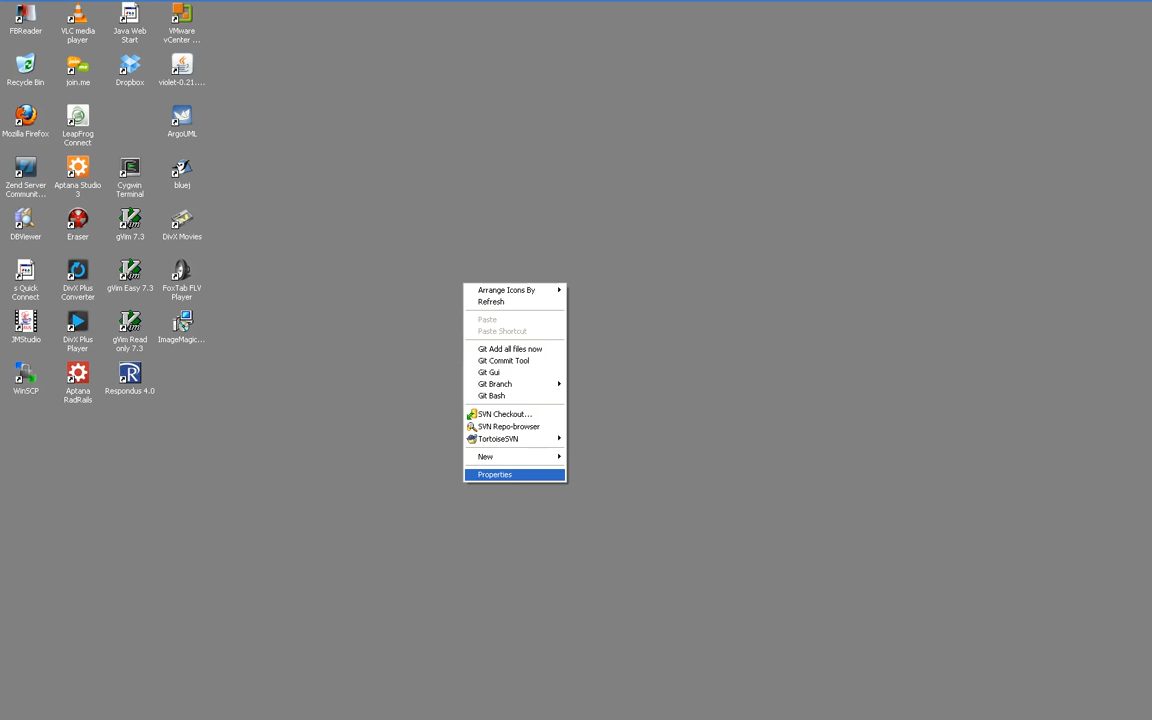 FBReader
VLC media
player
Java Web
Start
VMware
vCenter ...
Recycle Bin
join.me
Dropbox
violet-0.21....
Mozilla Firefox
LeapFrog
Connect
ArgoUML
Zend Server
Communit...
Aptana Studio
3
Cygwin
Terminal
bluej
DBViewer
Eraser
gVim 7.3
DivX Movies
s Quick
Connect
DivX Plus
Converter
gVim Easy 7.3
FoxTab FLV
Player
JMStudio
DivX Plus
Player
gVim Read
only 7.3
ImageMagic...
WinSCP
Aptana
RadRails
Respondus 4.0
Arrange Icons By
Refresh
Paste
Paste Shortcut
Git Add all files now
Git Commit Tool
Git Gui
Git Branch
Git Bash
SVN Checkout...
SVN Repo-browser
TortoiseSVN
New
Properties